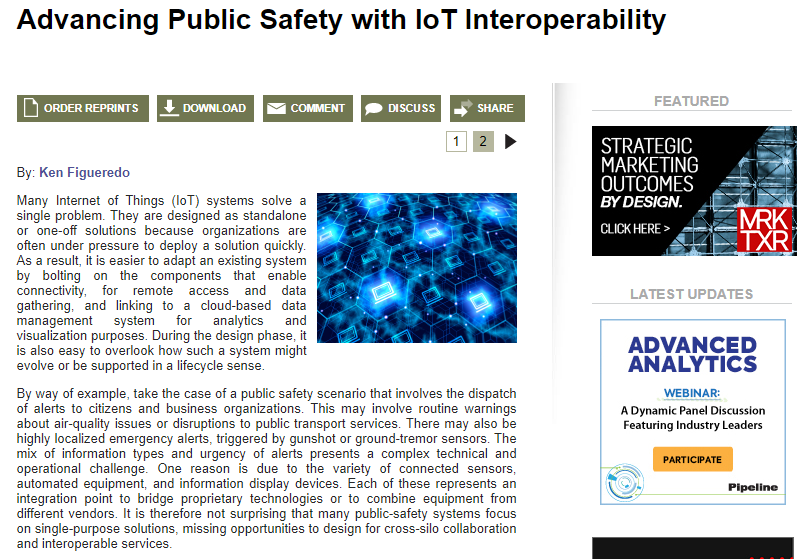 Advancing Public Safety with IoT Interoperability
ORDER REPRINTS
DOWNLOAD
COMMENT
DISCUSS
SHARE
1
2
By: Ken Figueredo
Many Internet of Things (IoT) systems solve a
single problem. They are designed as standalone
or one-off solutions because organizations are
often under pressure to deploy a solution quickly.
As a result, it is easier to adapt an existing system
by bolting on the components that enable
connectivity, for remote access and data
gathering, and linking to a cloud-based data
management system for analytics and
visualization purposes. During the design phase, it
is also easy to overlook how such a system might
evolve or be supported in a lifecycle sense.
By way of example, take the case of a public safety scenario that involves the dispatch
of alerts to citizens and business organizations. This may involve routine warnings
about air-quality issues or disruptions to public transport services. There may also be
highly localized emergency alerts, triggered by gunshot or ground-tremor sensors. The
mix of information types and urgency of alerts presents a complex technical and
operational challenge. One reason is due to the variety of connected sensors,
automated equipment, and information display devices. Each of these represents an
integration point to bridge proprietary technologies or to combine equipment from
different vendors. It is therefore not surprising that many public-safety systems focus
on single-purpose solutions, missing opportunities to design for cross-silo collaboration
and interoperable services.
FEATURED
STRATEGIC
MARKETING
OUTCOMES
BY DESIGN.
CLICK HERE >
MRK
TXR
LATEST UPDATES
ADVANCED
ANALYTICS
WEBINAR:
A Dynamic Panel Discussion
Featuring Industry Leaders
PARTICIPATE
Pipeline